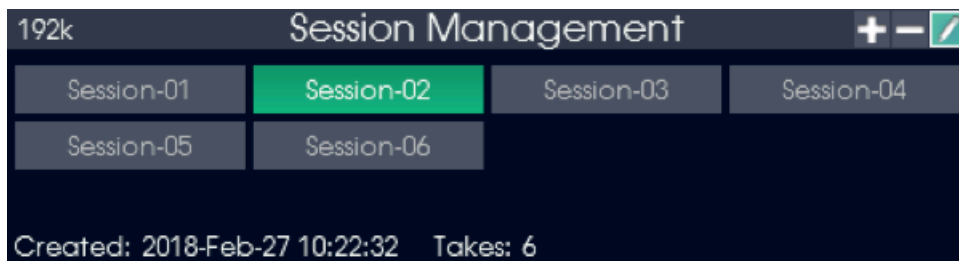 192k Session Management
Session-01 Session-02 Session-03 Session-04
Session-05 Session-06
Created: 2018-Feb-27 10:22:32 Takes: 6